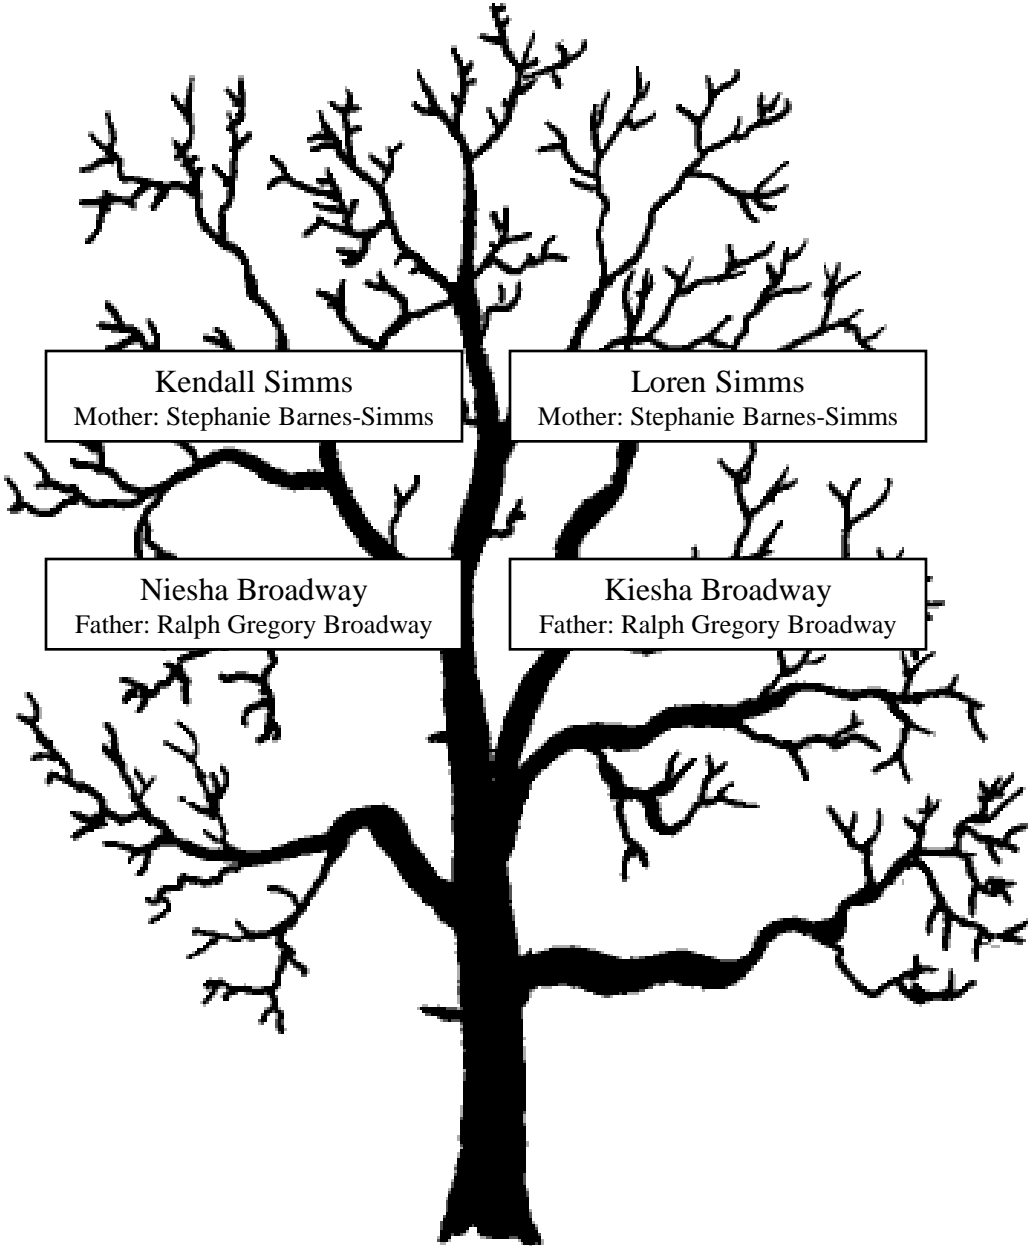 Kendall Simms
Mother: Stephanie Barnes-Simms
Loren Simms
Mother: Stephanie Barnes-Simms
Niesha Broadway
Father: Ralph Gregory Broadway
Kiesha Broadway
Father: Ralph Gregory Broadway